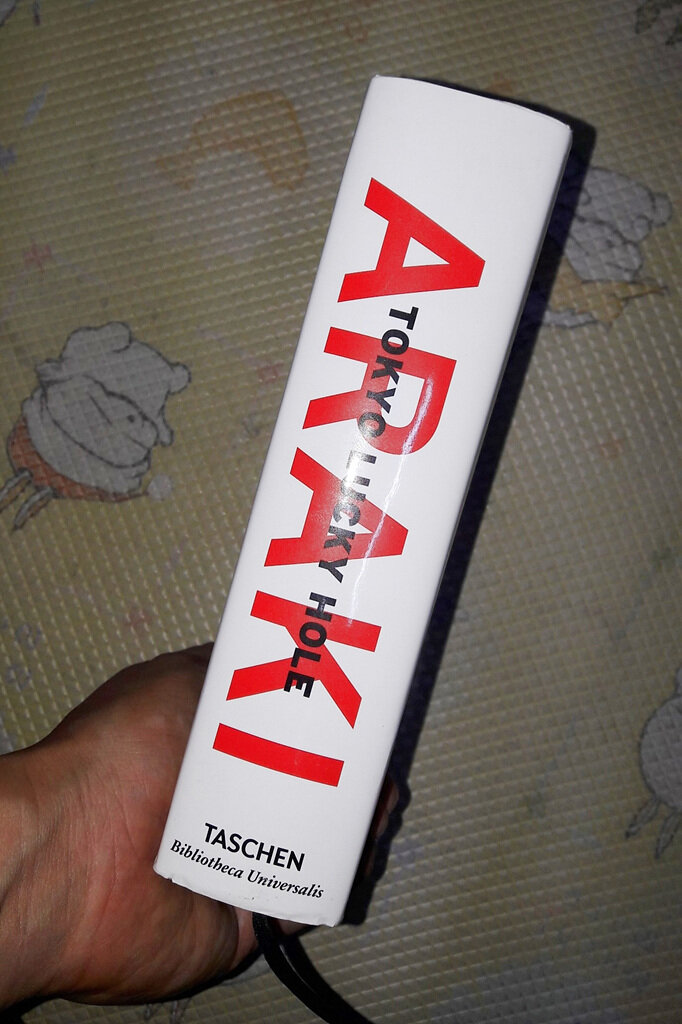 ARAKI
TOKYO LUCKY HOLE
TASCHEN
Bibliotheca Universalis